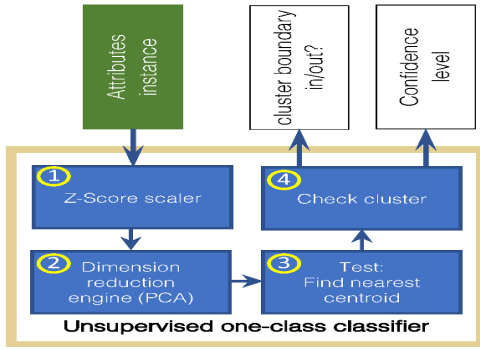 Attributes
instance
cluster boundary
in/out?
Confidence
level
1
Z-Score scaler
4
Check cluster
2
Dimension
reduction
engine (PCA)
3
Test:
Find nearest
centroid
Unsupervised one-class classifier